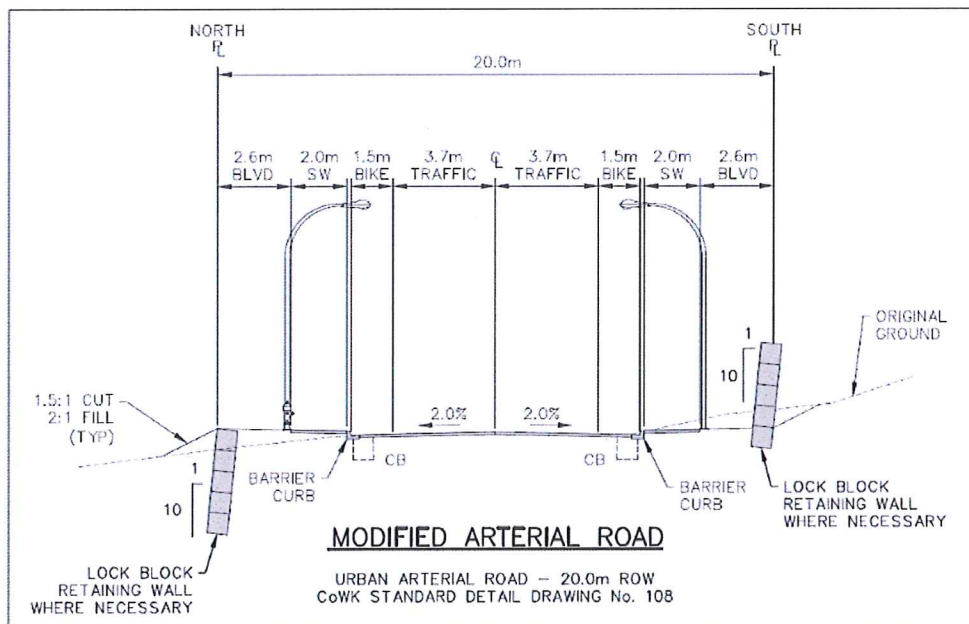 NORTH
PL
SOUTH
PL
20.0m
2.6m
BLVD
2.0m
SW
1.5m
BIKE
3.7m
TRAFFIC
CL
3.7m
TRAFFIC
1.5m
BIKE
2.0m
SW
2.6m
BLVD
ORIGINAL
GROUND
1
10
1.5:1 CUT
2:1 FILL
(TYP)
2.0%
2.0%
CB
CB
BARRIER
CURB
BARRIER
CURB
1
10
LOCK BLOCK
RETAINING WALL
WHERE NECESSARY
LOCK BLOCK
RETAINING WALL
WHERE NECESSARY
MODIFIED ARTERIAL ROAD
URBAN ARTERIAL ROAD – 20.0m ROW
CoWK STANDARD DETAIL DRAWING No. 108